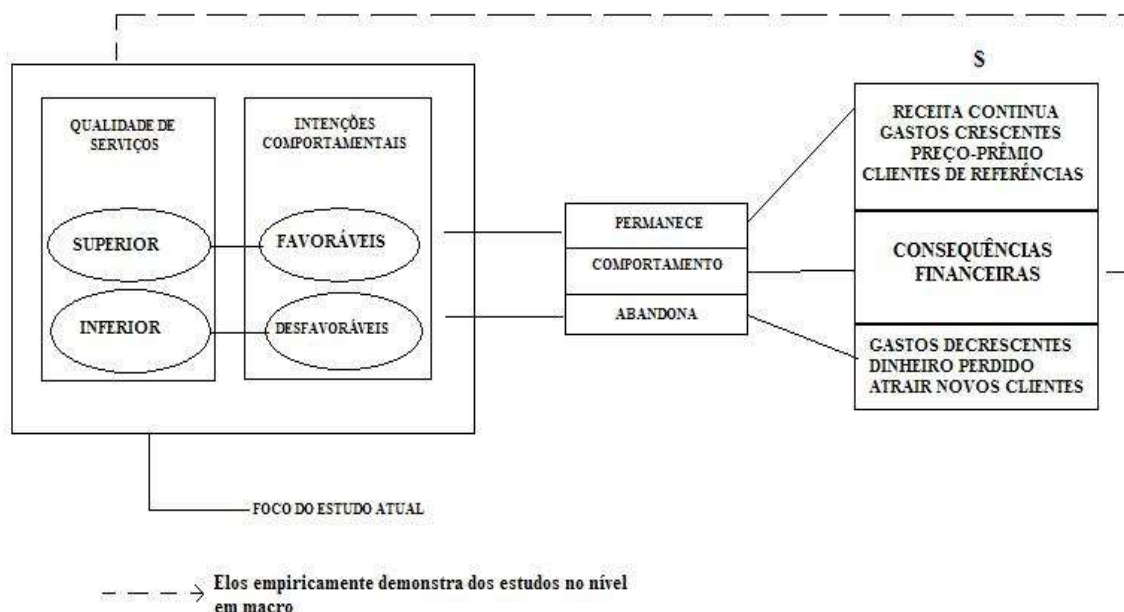 S
QUALIDADE DE
SERVIÇOS
SUPERIOR
INFERIOR
INTENÇÕES
COMPORTAMENTAIS
FAVORÁVEIS
DESFAVORÁVEIS
PERMANECE
COMPORTAMENTO
ABANDONA
RECEITA CONTINUA
GASTOS CRESCENTES
PREÇO-PRÊMIO
CLIENTES DE REFERÊNCIAS
CONSEQUÊNCIAS
FINANCEIRAS
GASTOS DECRESCENTES
DINHEIRO PERDIDO
ATRAIR NOVOS CLIENTES
FOCO DO ESTUDO ATUAL
Elos empiricamente demonstra dos estudos no nível
em macro